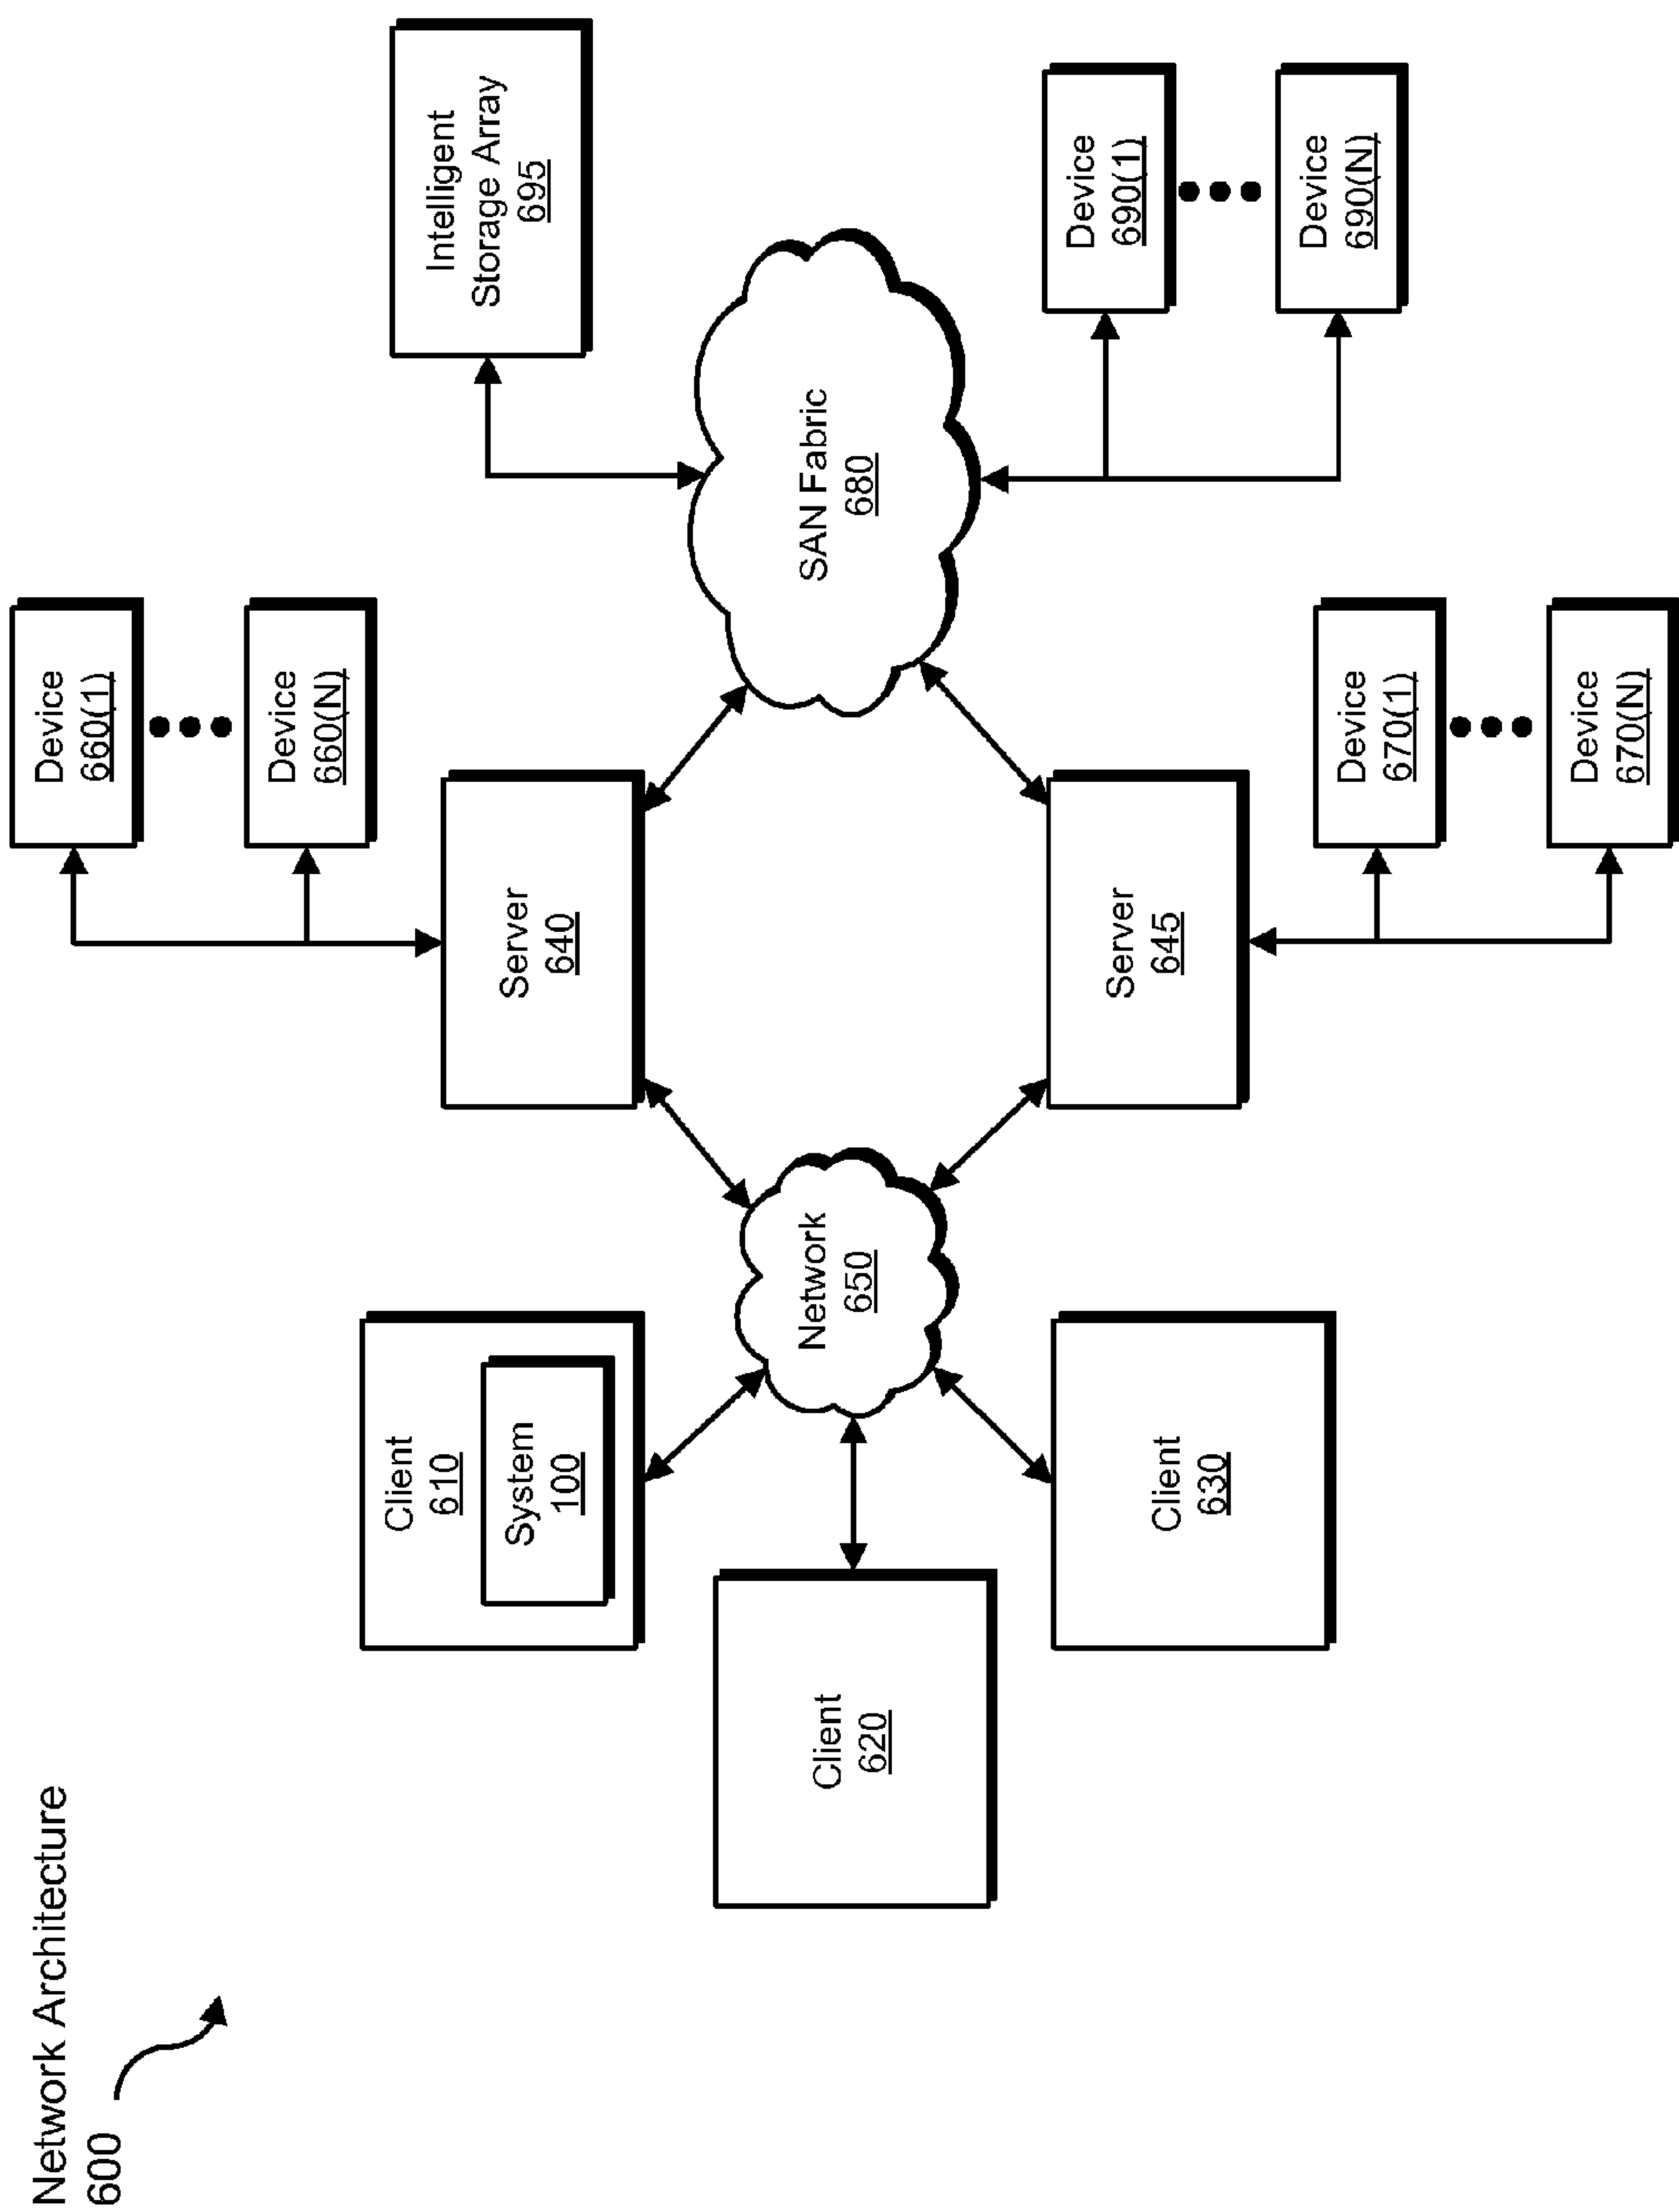 Network Architecture
600
Device
660(1)
Device
660(N)
Intelligent
Storage Array
695
Client
610
System
100
Server
640
Client
620
Network
650
SAN Fabric
680
Client
630
Server
645
Device
690(1)
Device
690(N)
Device
670(1)
Device
670(N)